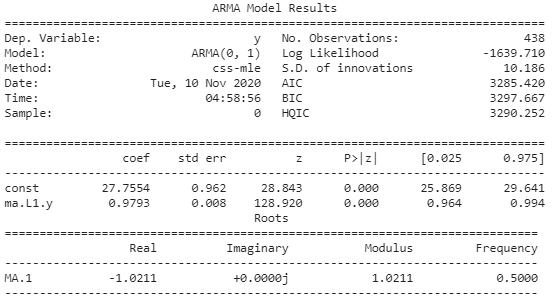 ARMA Model Results
==============================================================================
Dep. Variable:                      y   No. Observations:                  438
Model:                     ARMA(0, 1)   Log Likelihood               -1639.710
Method:                       css-mle   S.D. of innovations             10.186
Date:                Tue, 10 Nov 2020   AIC                           3285.420
Time:                        04:58:56   BIC                           3297.667
Sample:                             0   HQIC                          3290.252
==============================================================================
                 coef    std err          z      P>|z|      [0.025      0.975]
------------------------------------------------------------------------------
const         27.7554      0.962     28.843      0.000      25.869      29.641
ma.L1.y        0.9793      0.008    128.920      0.000       0.964       0.994
                                    Roots
=============================================================================
                  Real          Imaginary           Modulus         Frequency
-----------------------------------------------------------------------------
MA.1           -1.0211           +0.0000j            1.0211            0.5000
-----------------------------------------------------------------------------